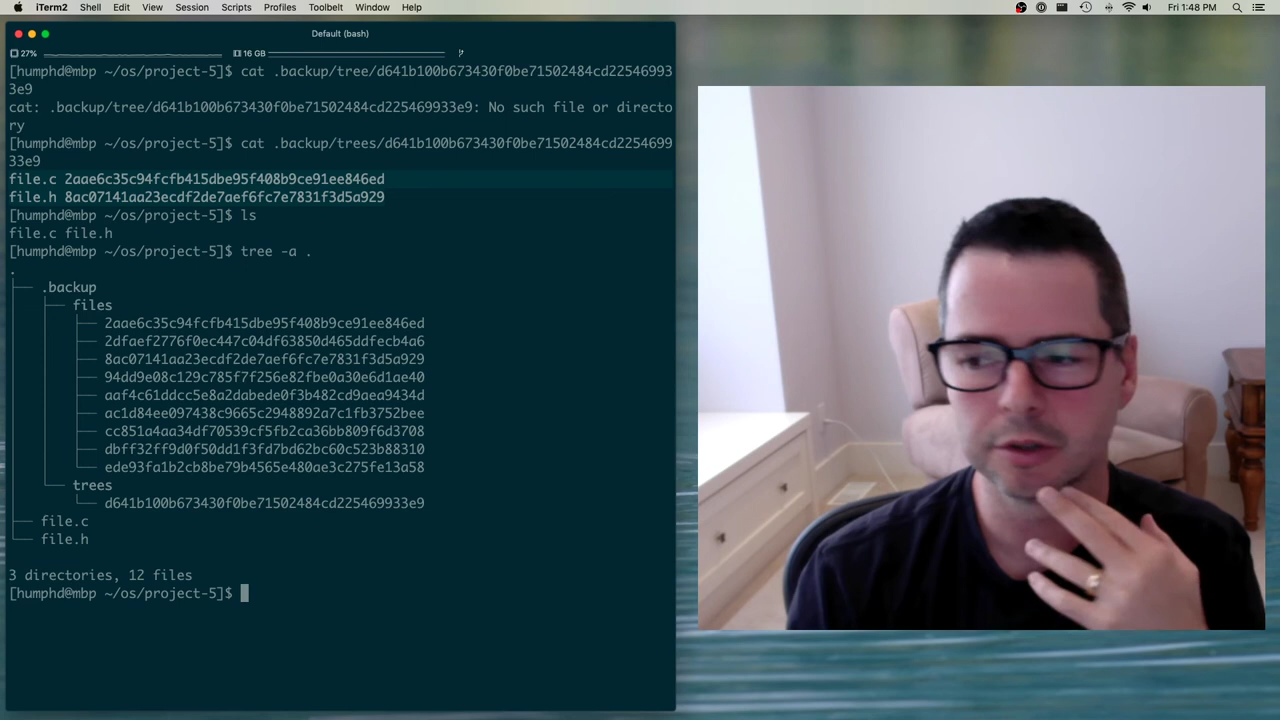 iTerm2 Shell Edit View Session Scripts Profiles Toolbelt Window Help Fri 1:48 PM
Default (bash)
27% 16 GB
[humphd@mbp ~/os/project-5]$ cat .backup/tree/d641b100b673430f0be71502484cd22546993
3e9
cat: .backup/tree/d641b100b673430f0be71502484cd225469933e9: No such file or directo
ry
[humphd@mbp ~/os/project-5]$ cat .backup/trees/d641b100b673430f0be71502484cd2254699
33e9
file.c 2aae6c35c94fcfb415dbe95f408b9ce91ee846ed
file.h 8ac07141aa23ecdf2de7aef6fc7e7831f3d5a929
[humphd@mbp ~/os/project-5]$ ls
file.c file.h
[humphd@mbp ~/os/project-5]$ tree -a .
.
├── .backup
│   ├── files
│   │   ├── 2aae6c35c94fcfb415dbe95f408b9ce91ee846ed
│   │   ├── 2dfaef2776f0ec447c04df63850d465ddfecb4a6
│   │   ├── 8ac07141aa23ecdf2de7aef6fc7e7831f3d5a929
│   │   ├── 94dd9e08c129c785f7f256e82fbe0a30e6d1ae40
│   │   ├── aaf4c61ddcc5e8a2dabede0f3b482cd9aea9434d
│   │   ├── ac1d84ee097438c9665c2948892a7c1fb3752bee
│   │   ├── cc851a4aa34df70539cf5fb2ca36bb809f6d3708
│   │   ├── dbff32ff9d0f50dd1f3fd7bd62bc60c523b88310
│   │   └── ede93fa1b2cb8be79b4565e480ae3c275fe13a58
│   └── trees
│       └── d641b100b673430f0be71502484cd225469933e9
├── file.c
└── file.h
3 directories, 12 files
[humphd@mbp ~/os/project-5]$